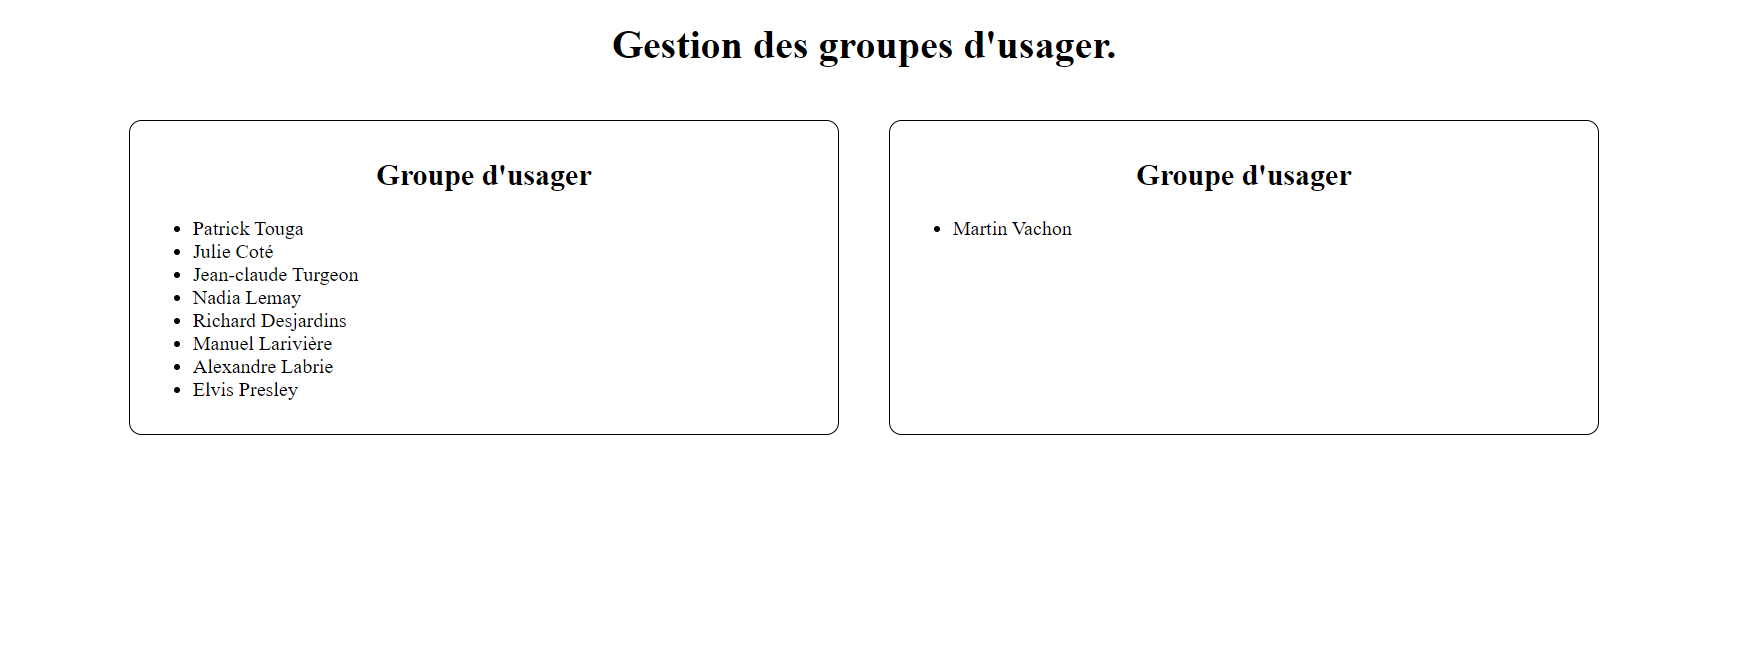 Gestion des groupes d'usager.
Groupe d'usager
Patrick Touga
Julie Coté
Jean-claude Turgeon
Nadia Lemay
Richard Desjardins
Manuel Larivière
Alexandre Labrie
Elvis Presley
Groupe d'usager
Martin Vachon